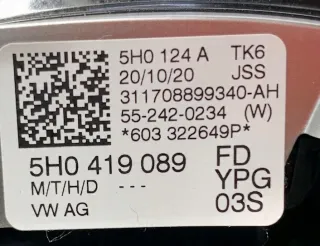 5H0 124 A TK6
20/10/20 JSS
311708899340-AH
55-242-0234 (W)
*603 322649P*
5H0 419 089 FD
M/T/H/D --- YPG
VW AG 03S